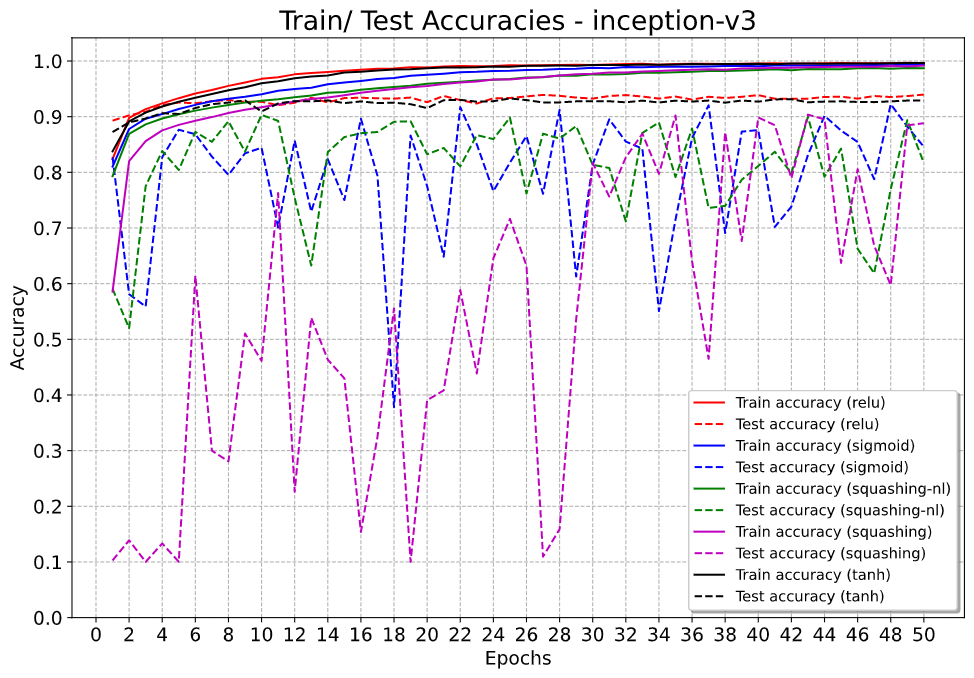 Train/ Test Accuracies - inception-v3
1.0
0.9
0.8
0.7
0.6
0.5
0.4
0.3
0.2
0.1
0.0
Accuracy
Train accuracy (relu)
Test accuracy (relu)
Train accuracy (sigmoid)
Test accuracy (sigmoid)
Train accuracy (squashing-nl)
Test accuracy (squashing-nl)
Train accuracy (squashing)
Test accuracy (squashing)
Train accuracy (tanh)
Test accuracy (tanh)
0 2 4 6 8 10 12 14 16 18 20 22 24 26 28 30 32 34 36 38 40 42 44 46 48 50
Epochs